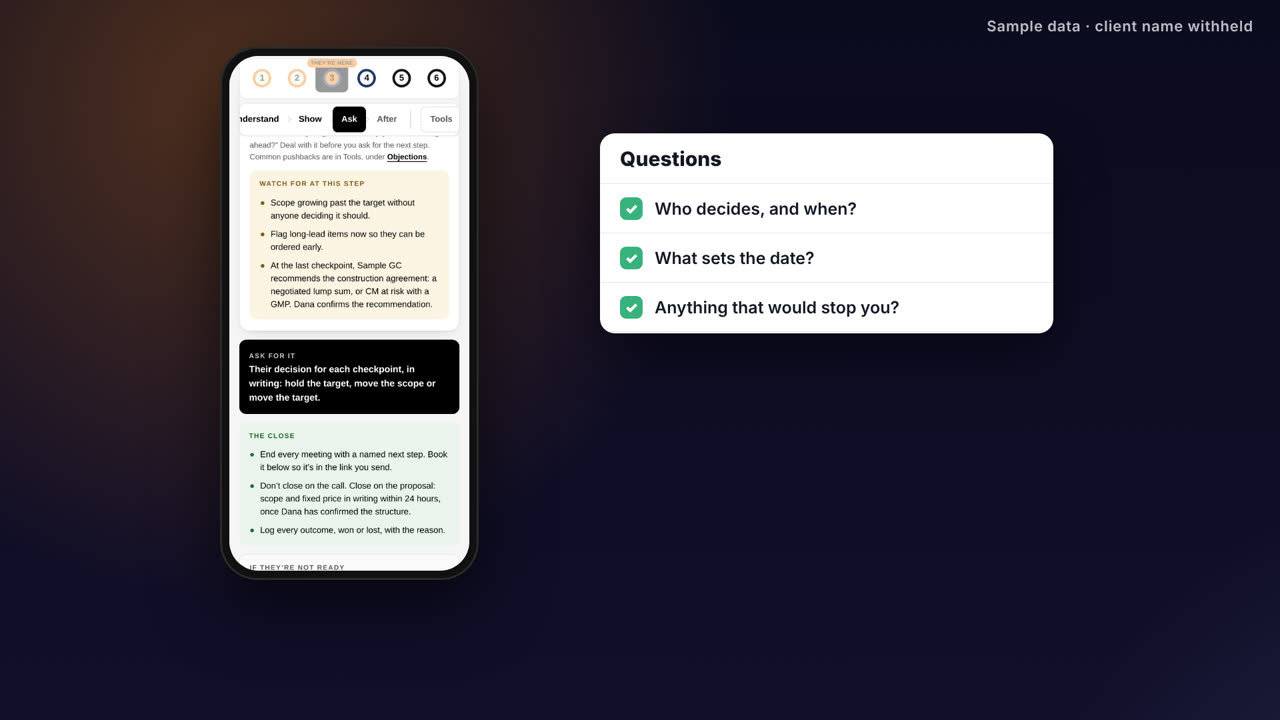 Sample data · client name withheld
THEY'RE HERE
1 2 3 4 5 6
nderstand Show Ask After Tools
ahead?" Deal with it before you ask for the next step.
Common pushbacks are in Tools, under Objections.
WATCH FOR AT THIS STEP
Scope growing past the target without
anyone deciding it should.
Flag long-lead items now so they can be
ordered early.
At the last checkpoint, Sample GC
recommends the construction agreement: a
negotiated lump sum, or CM at risk with a
GMP. Dana confirms the recommendation.
ASK FOR IT
Their decision for each checkpoint, in
writing: hold the target, move the scope or
move the target.
THE CLOSE
End every meeting with a named next step. Book
it below so it's in the link you send.
Don't close on the call. Close on the proposal:
scope and fixed price in writing within 24 hours,
once Dana has confirmed the structure.
Log every outcome, won or lost, with the reason.
IF THEY'RE NOT READY
Questions
Who decides, and when?
What sets the date?
Anything that would stop you?